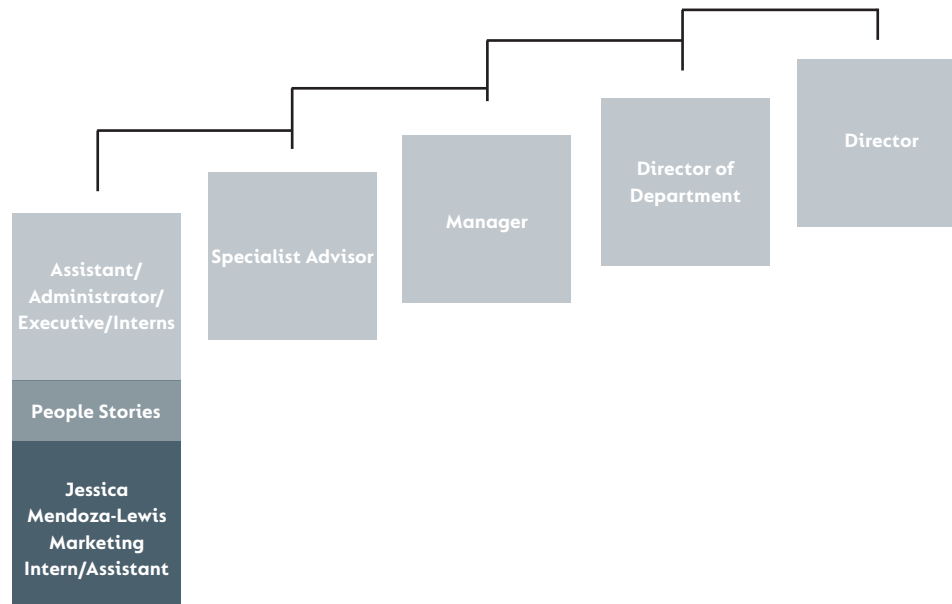 Assistant/
Administrator/
Executive/Interns
Specialist Advisor
Manager
Director of
Department
Director
People Stories
Jessica
Mendoza-Lewis
Marketing
Intern/Assistant